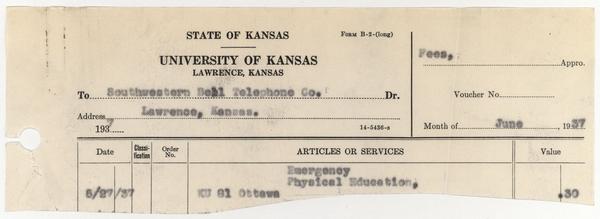 STATE OF KANSAS
FORM B-2-(long)
UNIVERSITY OF KANSAS
LAWRENCE, KANSAS
Fees,
Appro.
To Southwestern Bell Telephone Co. Dr.
Voucher No.
Address Lawrence, Kansas.
1937
14-5436-s
Month of June, 1937
Date
Classi-fication
Order No.
ARTICLES OR SERVICES
Value
Emergency
Physical Education,
5/27/37 KU 81 Ottawa .30